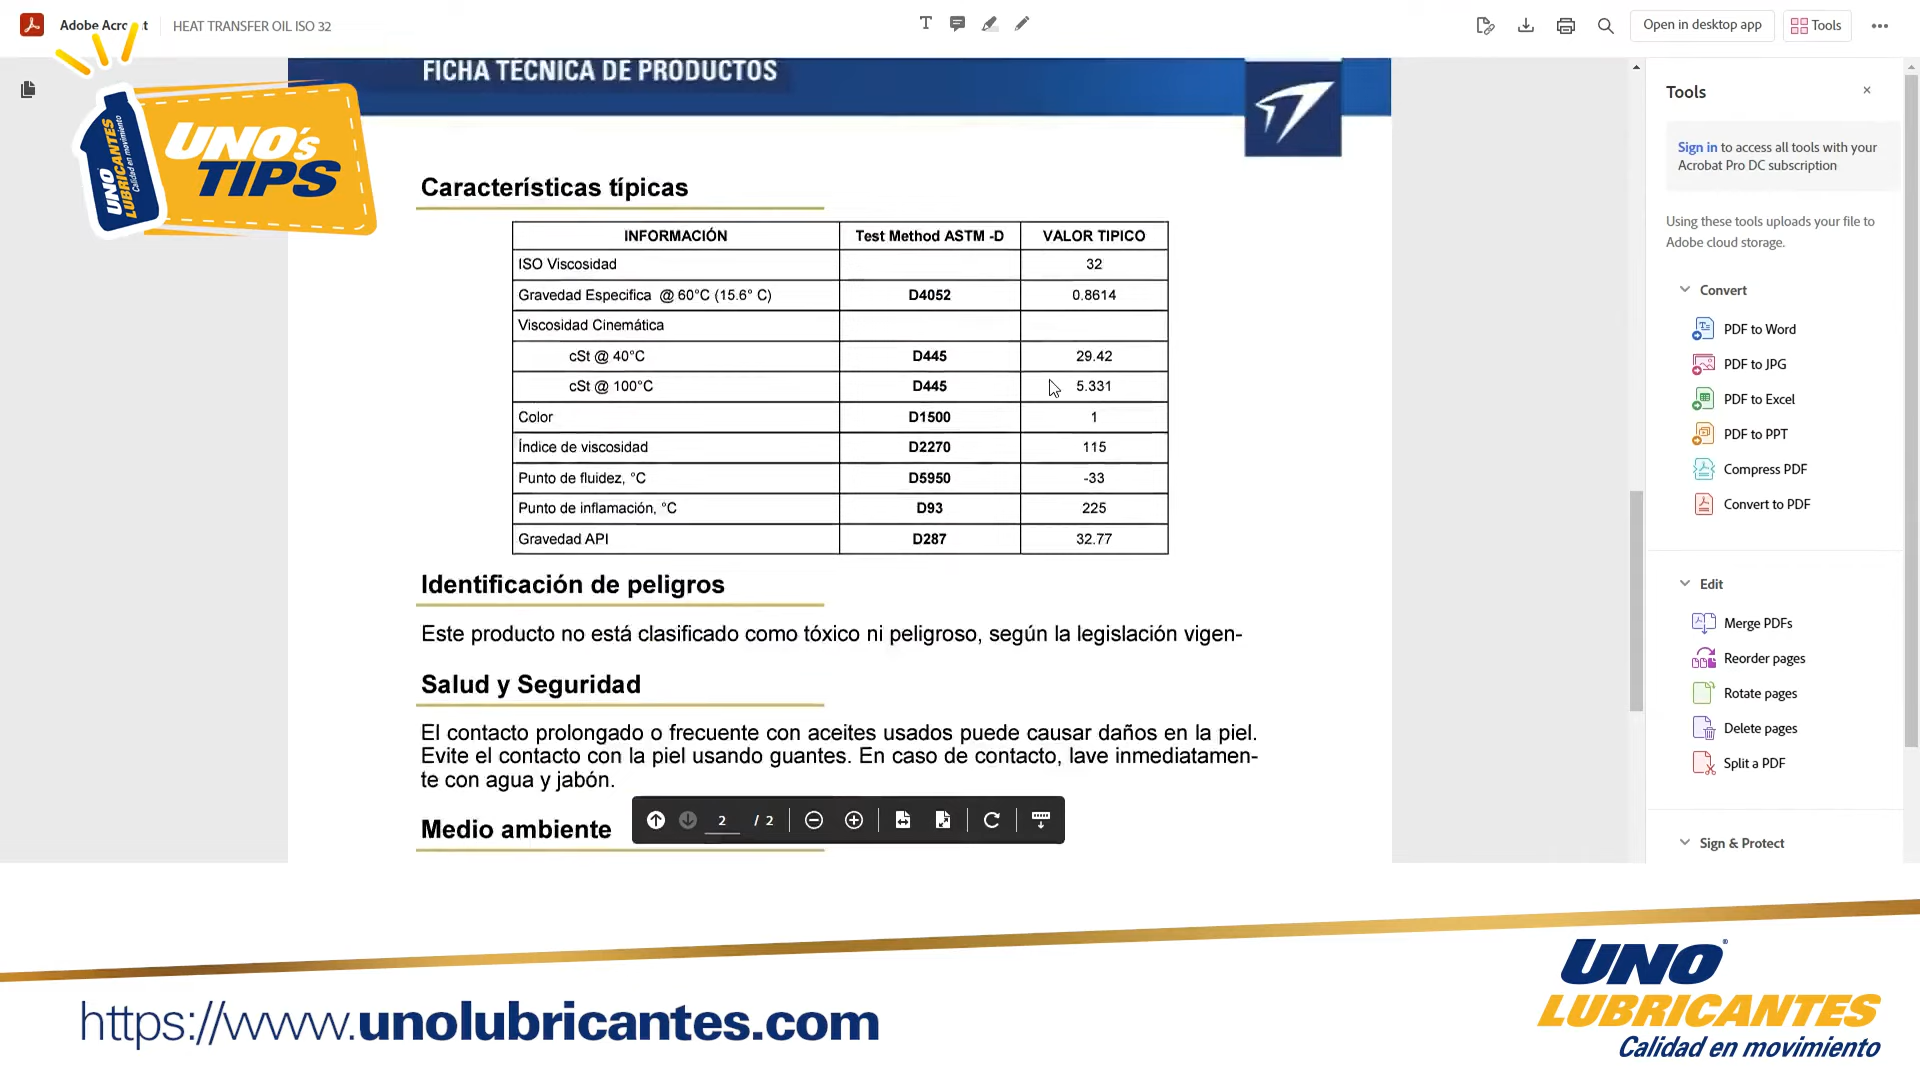 Adobe Acr t
HEAT TRANSFER OIL ISO 32
Open in desktop app
Tools
UNO's
TIPS
UNO
LUBRICANTES
Calidad en movimiento
FICHA TECNICA DE PRODUCTOS
Características típicas
INFORMACIÓN Test Method ASTM -D VALOR TIPICO
ISO Viscosidad 32
Gravedad Especifica @ 60°C (15.6° C) D4052 0.8614
Viscosidad Cinemática
cSt @ 40°C D445 29.42
cSt @ 100°C D445 5.331
Color D1500 1
Índice de viscosidad D2270 115
Punto de fluidez, °C D5950 -33
Punto de inflamación, °C D93 225
Gravedad API D287 32.77
Identificación de peligros
Este producto no está clasificado como tóxico ni peligroso, según la legislación vigen-
Salud y Seguridad
El contacto prolongado o frecuente con aceites usados puede causar daños en la piel.
Evite el contacto con la piel usando guantes. En caso de contacto, lave inmediatamen-
te con agua y jabón.
Medio ambiente
2 / 2
Tools
Sign in to access all tools with your
Acrobat Pro DC subscription
Using these tools uploads your file to
Adobe cloud storage.
Convert
PDF to Word
PDF to JPG
PDF to Excel
PDF to PPT
Compress PDF
Convert to PDF
Edit
Merge PDFs
Reorder pages
Rotate pages
Delete pages
Split a PDF
Sign & Protect
https://www.unolubricantes.com
UNO®
LUBRICANTES
Calidad en movimiento